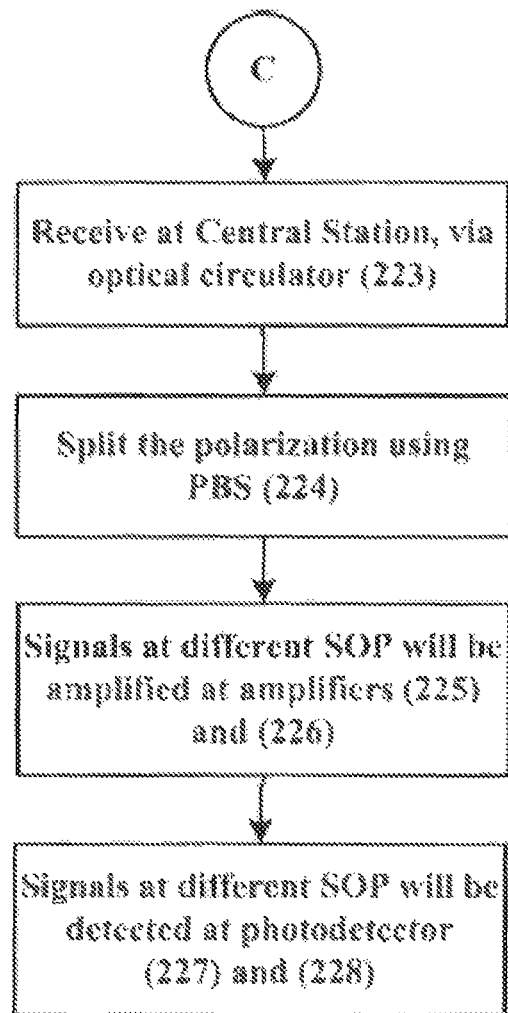 C
Receive at Central Station, via
optical circulator (223)
Split the polarization using
PBS (224)
Signals at different SOP will be
amplified at amplifiers (225)
and (226)
Signals at different SOP will be
detected at photodetector
(227) and (228)